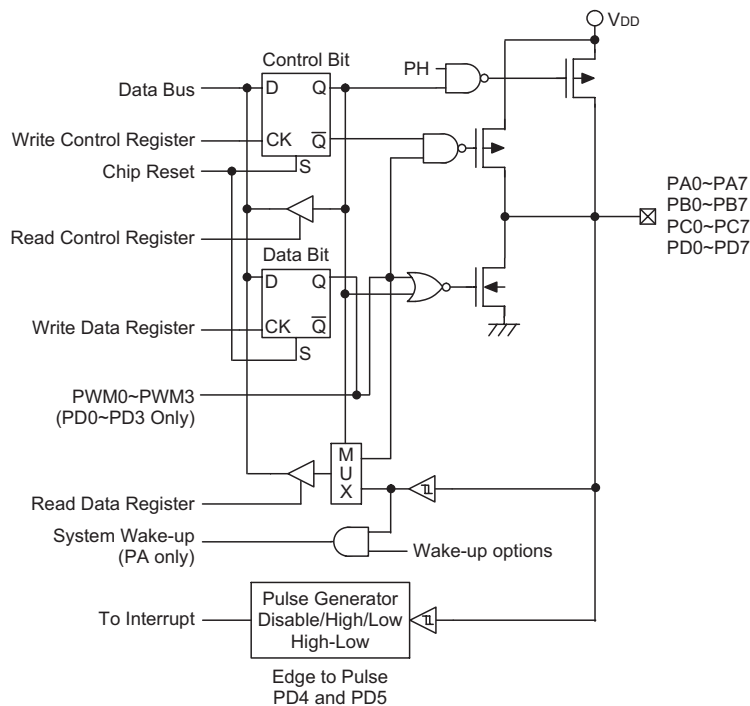 VDD
Control Bit
PH
Data Bus
D
Q
Write Control Register
CK
Q
Chip Reset
S
PA0~PA7
PB0~PB7
PC0~PC7
PD0~PD7
Read Control Register
Data Bit
D
Q
Write Data Register
CK
Q
S
PWM0~PWM3
(PD0~PD3 Only)
M
U
X
Read Data Register
System Wake-up
(PA only)
Wake-up options
To Interrupt
Pulse Generator
Disable/High/Low
High-Low
Edge to Pulse
PD4 and PD5